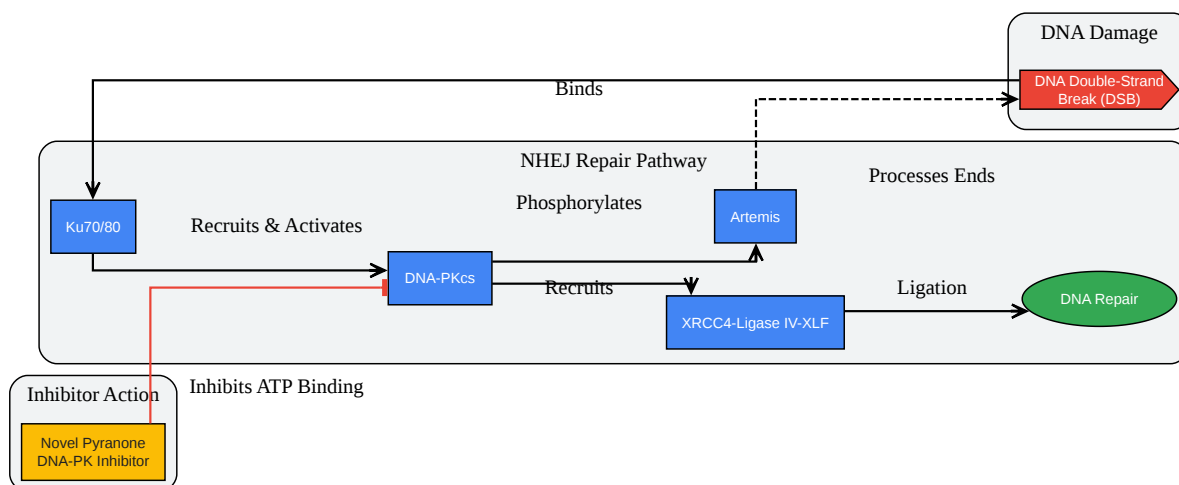 DNA Damage
DNA Double-Strand
Break (DSB)
Binds
NHEJ Repair Pathway
Processes Ends
Phosphorylates
Artemis
Ku70/80
Recruits & Activates
DNA-PKcs
Recruits
Ligation
DNA Repair
XRCC4-Ligase IV-XLF
Inhibits ATP Binding
Inhibitor Action
Novel Pyranone
DNA-PK Inhibitor